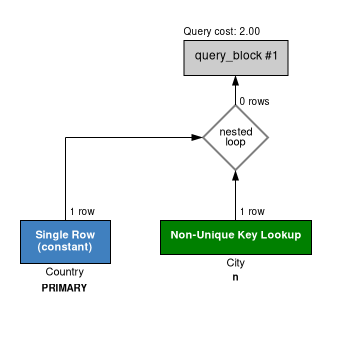 Query cost: 2.00
query_block #1
0 rows
nested
loop
1 row
1 row
Single Row
(constant)
Non-Unique Key Lookup
Country
City
PRIMARY
n